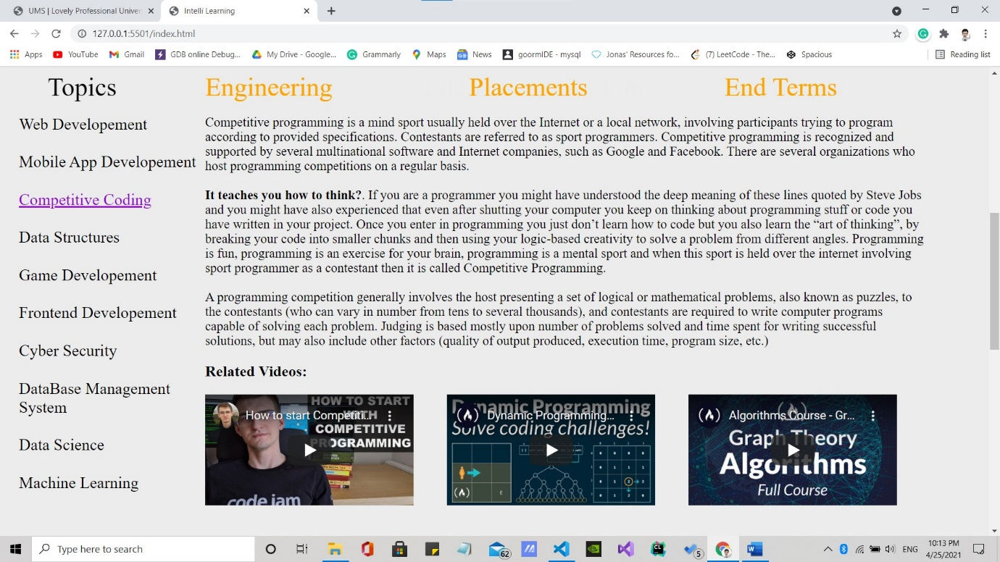 UMS | Lovely Professional Univer
Intellí Learning
127.0.0.1:5501/index.html
Apps
YouTube
Gmail
GDB online Debug...
My Drive - Google...
Grammarly
Maps
News
goormIDE - mysql
Jonas' Resources fo...
(7) LeetCode - The...
Spacious
Reading list
Topics
Web Developement
Mobile App Developement
Competitive Coding
Data Structures
Game Developement
Frontend Developement
Cyber Security
DataBase Management
System
Data Science
Machine Learning
Engineering
Placements
End Terms
Competitive programming is a mind sport usually held over the Internet or a local network, involving participants trying to program
according to provided specifications. Contestants are referred to as sport programmers. Competitive programming is recognized and
supported by several multinational software and Internet companies, such as Google and Facebook. There are several organizations who
host programming competitions on a regular basis.
It teaches you how to think?. If you are a programmer you might have understood the deep meaning of these lines quoted by Steve Jobs
and you might have also experienced that even after shutting your computer you keep on thinking about programming stuff or code you
have written in your project. Once you enter in programming you just don’t learn how to code but you also learn the “art of thinking”, by
breaking your code into smaller chunks and then using your logic-based creativity to solve a problem from different angles. Programming
is fun, programming is an exercise for your brain, programming is a mental sport and when this sport is held over the internet involving
sport programmer as a contestant then it is called Competitive Programming.
A programming competition generally involves the host presenting a set of logical or mathematical problems, also known as puzzles, to
the contestants (who can vary in number from tens to several thousands), and contestants are required to write computer programs
capable of solving each problem. Judging is based mostly upon number of problems solved and time spent for writing successful
solutions, but may also include other factors (quality of output produced, execution time, program size, etc.)
Related Videos:
How to start Competiti...
HOW TO START
WITH
COMPETITIVE
PROGRAMMING
code jam
Dynamic Programming...
Dynamic Programming
Solve coding challenges!
E
Algorithms Course - Gr...
Graph Theory
Algorithms
Full Course
Type here to search
62
5
ENG
10:13 PM
4/25/2021